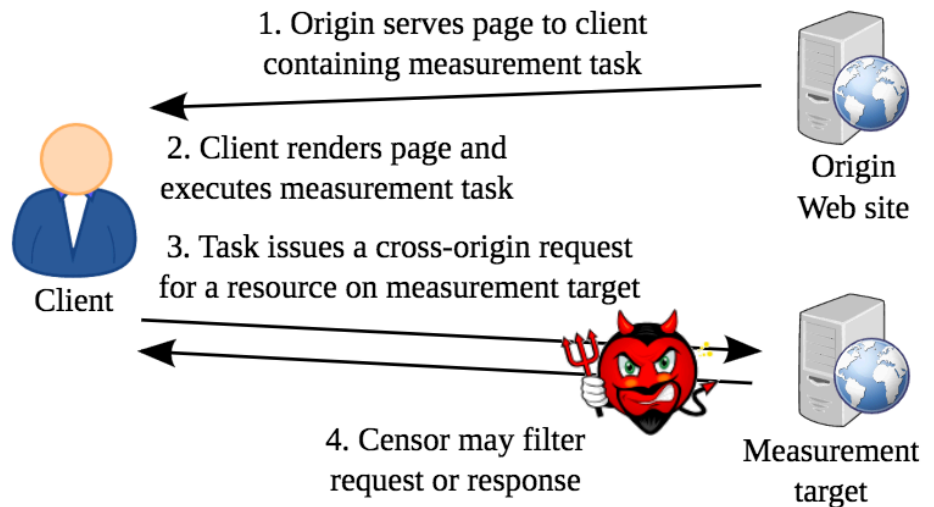 1. Origin serves page to client
containing measurement task
2. Client renders page and
executes measurement task
Origin
Web site
3. Task issues a cross-origin request
for a resource on measurement target
Client
4. Censor may filter
request or response
Measurement
target